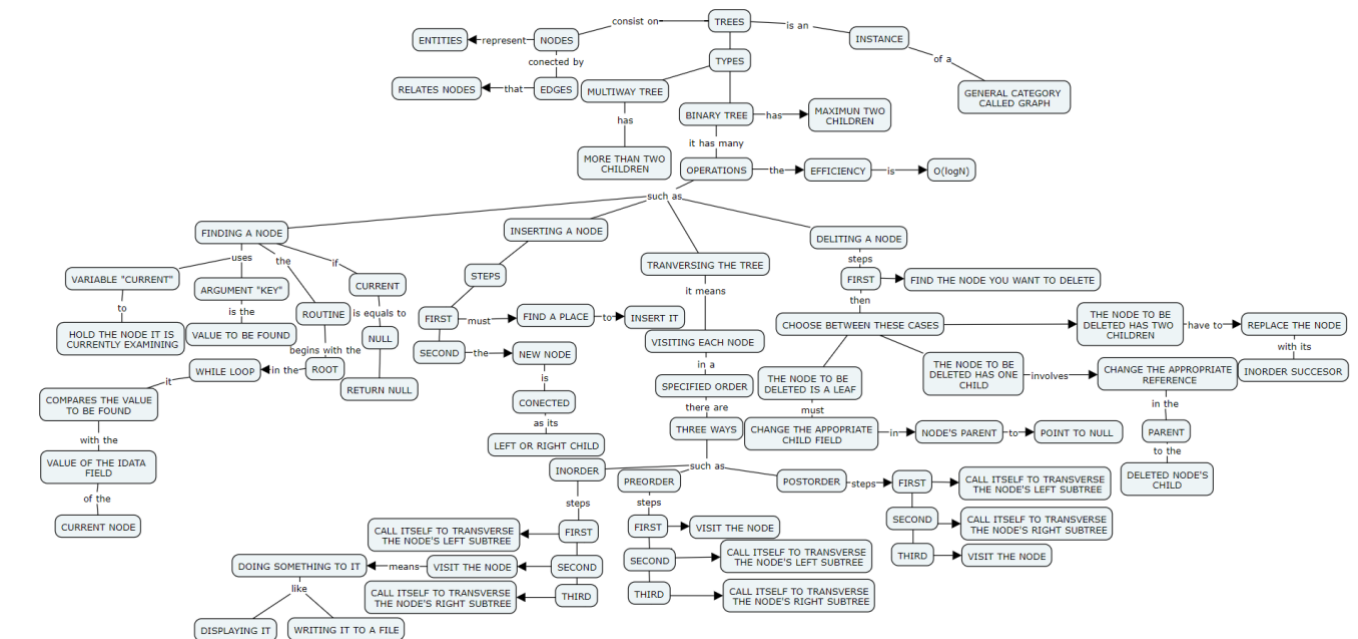 TREES
consist on
is an
NODES
represent
ENTITIES
INSTANCE
of a
GENERAL CATEGORY
CALLED GRAPH
conected by
EDGES
that
RELATES NODES
TYPES
MULTIWAY TREE
has
MORE THAN TWO
CHILDREN
BINARY TREE
has
MAXIMUN TWO
CHILDREN
it has many
OPERATIONS
the
EFFICIENCY
is
O(logN)
such as
FINDING A NODE
uses
the
if
VARIABLE "CURRENT"
to
HOLD THE NODE IT IS
CURRENTLY EXAMINING
ARGUMENT "KEY"
is the
VALUE TO BE FOUND
ROUTINE
begins with the
ROOT
in the
WHILE LOOP
it
COMPARES THE VALUE
TO BE FOUND
with the
VALUE OF THE IDATA
FIELD
of the
CURRENT NODE
CURRENT
is equals to
NULL
RETURN NULL
INSERTING A NODE
STEPS
FIRST
must
FIND A PLACE
to
INSERT IT
SECOND
the
NEW NODE
is
CONECTED
as its
LEFT OR RIGHT CHILD
TRANVERSING THE TREE
it means
VISITING EACH NODE
in a
SPECIFIED ORDER
there are
THREE WAYS
such as
INORDER
steps
FIRST
CALL ITSELF TO TRANSVERSE
THE NODE'S LEFT SUBTREE
SECOND
VISIT THE NODE
means
DOING SOMETHING TO IT
like
DISPLAYING IT
WRITING IT TO A FILE
THIRD
CALL ITSELF TO TRANSVERSE
THE NODE'S RIGHT SUBTREE
PREORDER
steps
FIRST
VISIT THE NODE
SECOND
CALL ITSELF TO TRANSVERSE
THE NODE'S LEFT SUBTREE
THIRD
CALL ITSELF TO TRANSVERSE
THE NODE'S RIGHT SUBTREE
POSTORDER
steps
FIRST
CALL ITSELF TO TRANSVERSE
THE NODE'S LEFT SUBTREE
SECOND
CALL ITSELF TO TRANSVERSE
THE NODE'S RIGHT SUBTREE
THIRD
VISIT THE NODE
DELITING A NODE
steps
FIRST
FIND THE NODE YOU WANT TO DELETE
then
CHOOSE BETWEEN THESE CASES
THE NODE TO BE
DELETED IS A LEAF
must
CHANGE THE APPOPRIATE
CHILD FIELD
in
NODE'S PARENT
to
POINT TO NULL
THE NODE TO BE
DELETED HAS ONE
CHILD
involves
CHANGE THE APPROPRIATE
REFERENCE
in the
PARENT
to the
DELETED NODE'S
CHILD
THE NODE TO BE
DELETED HAS TWO
CHILDREN
have to
REPLACE THE NODE
with its
INORDER SUCCESOR